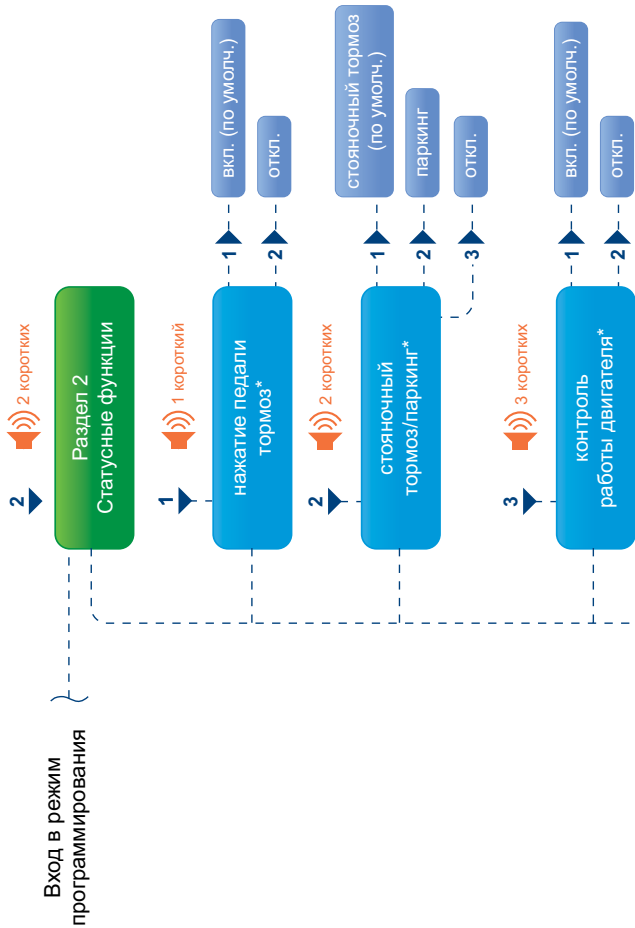 Вход в режим
программирования
2
2 коротких
Раздел 2
Статусные функции
1
1 короткий
нажатие педали
тормоз*
1
вкл. (по умолч.)
2
откл.
2
2 коротких
стояночный
тормоз/паркинг*
1
стояночный тормоз
(по умолч.)
2
паркинг
3
откл.
3
3 коротких
контроль
работы двигателя*
1
вкл. (по умолч.)
2
откл.